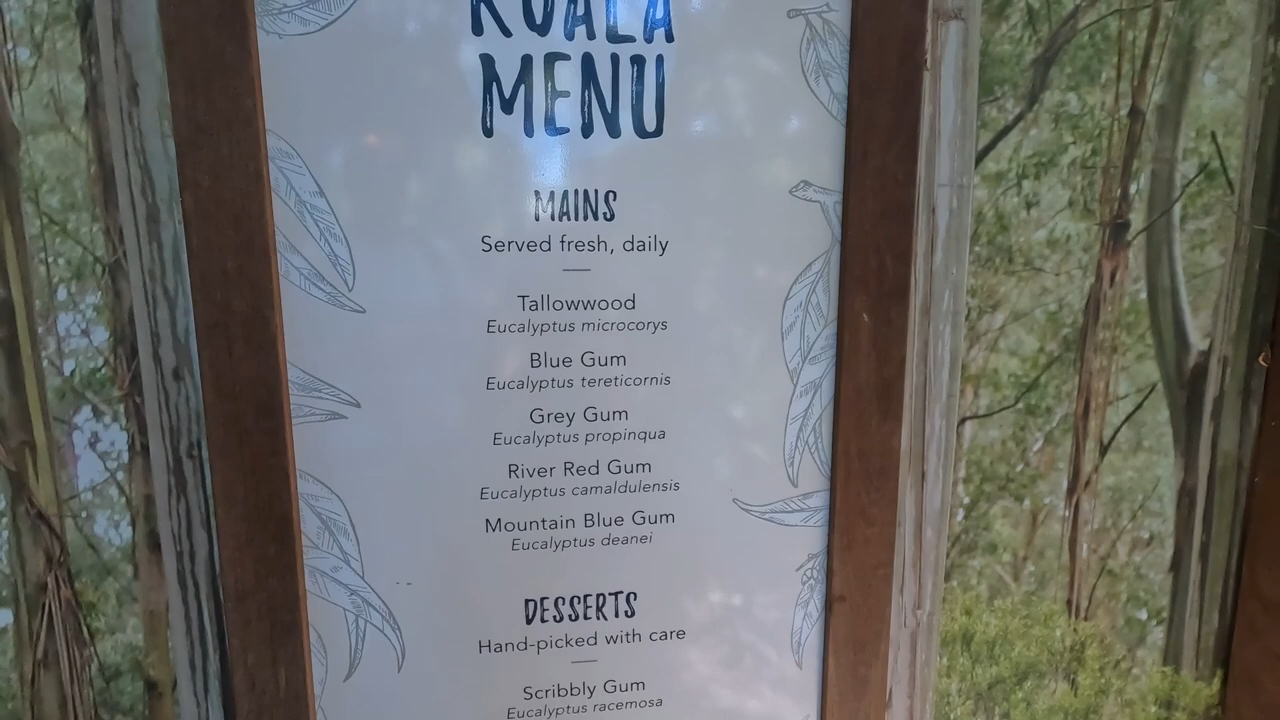 KOALA
MENU
MAINS
Served fresh, daily
Tallowwood
Eucalyptus microcorys
Blue Gum
Eucalyptus tereticornis
Grey Gum
Eucalyptus propinqua
River Red Gum
Eucalyptus camaldulensis
Mountain Blue Gum
Eucalyptus deanei
DESSERTS
Hand-picked with care
Scribbly Gum
Eucalyptus racemosa